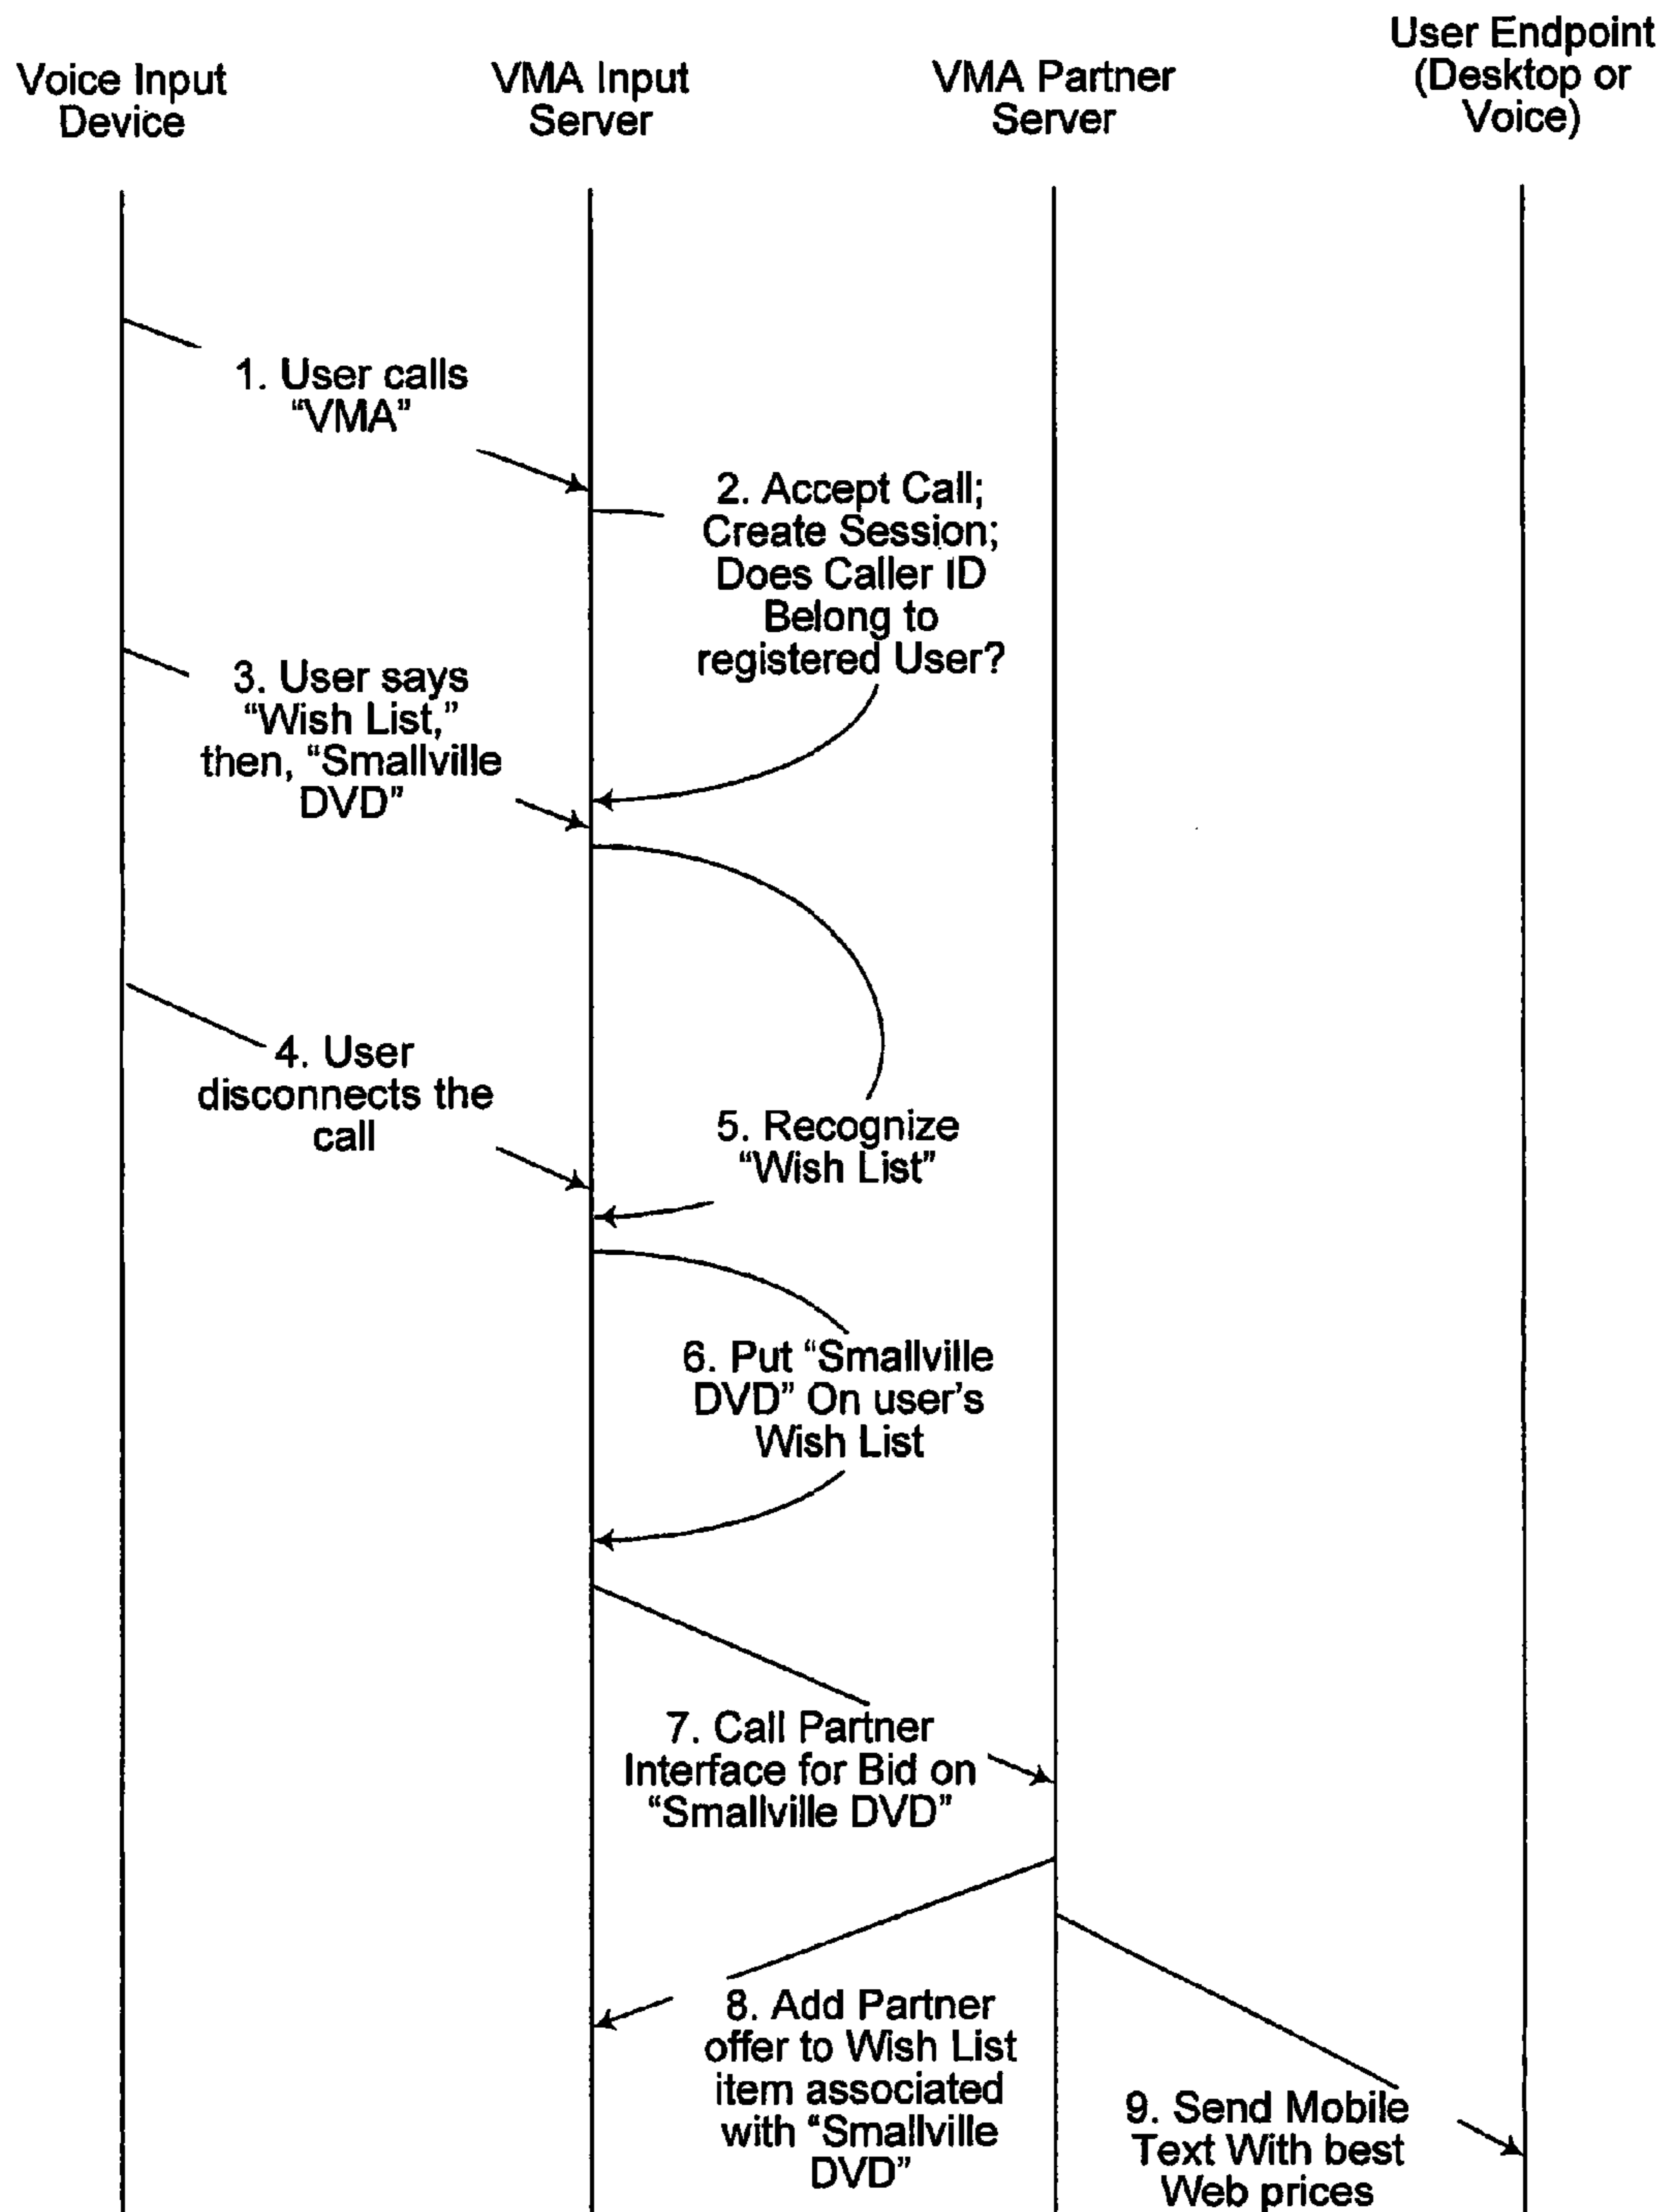 Voice Input
Device
VMA Input
Server
VMA Partner
Server
User Endpoint
(Desktop or
Voice)
1. User calls
“VMA”
2. Accept Call;
Create Session;
Does Caller ID
Belong to
registered User?
3. User says
“Wish List,”
then, “Smallville
DVD”
4. User
disconnects the
call
5. Recognize
“Wish List”
6. Put “Smallville
DVD” On user’s
Wish List
7. Call Partner
Interface for Bid on
“Smallville DVD”
8. Add Partner
offer to Wish List
item associated
with “Smallville
DVD”
9. Send Mobile
Text With best
Web prices